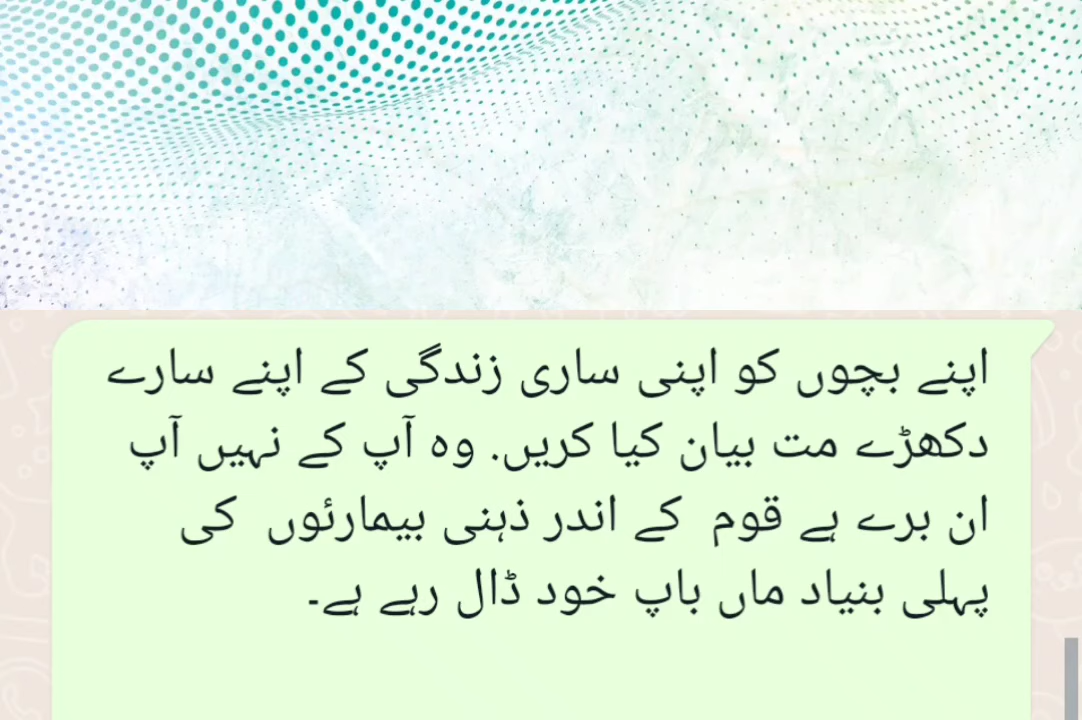 اپنے بچوں کو اپنی ساری زندگی کے اپنے سارے
دکھڑے مت بیان کیا کریں. وہ آپ کے نہیں آپ
ان برے ہے قوم کے اندر ذہنی بیمارئوں کی
پہلی بنیاد ماں باپ خود ڈال رہے ہے۔